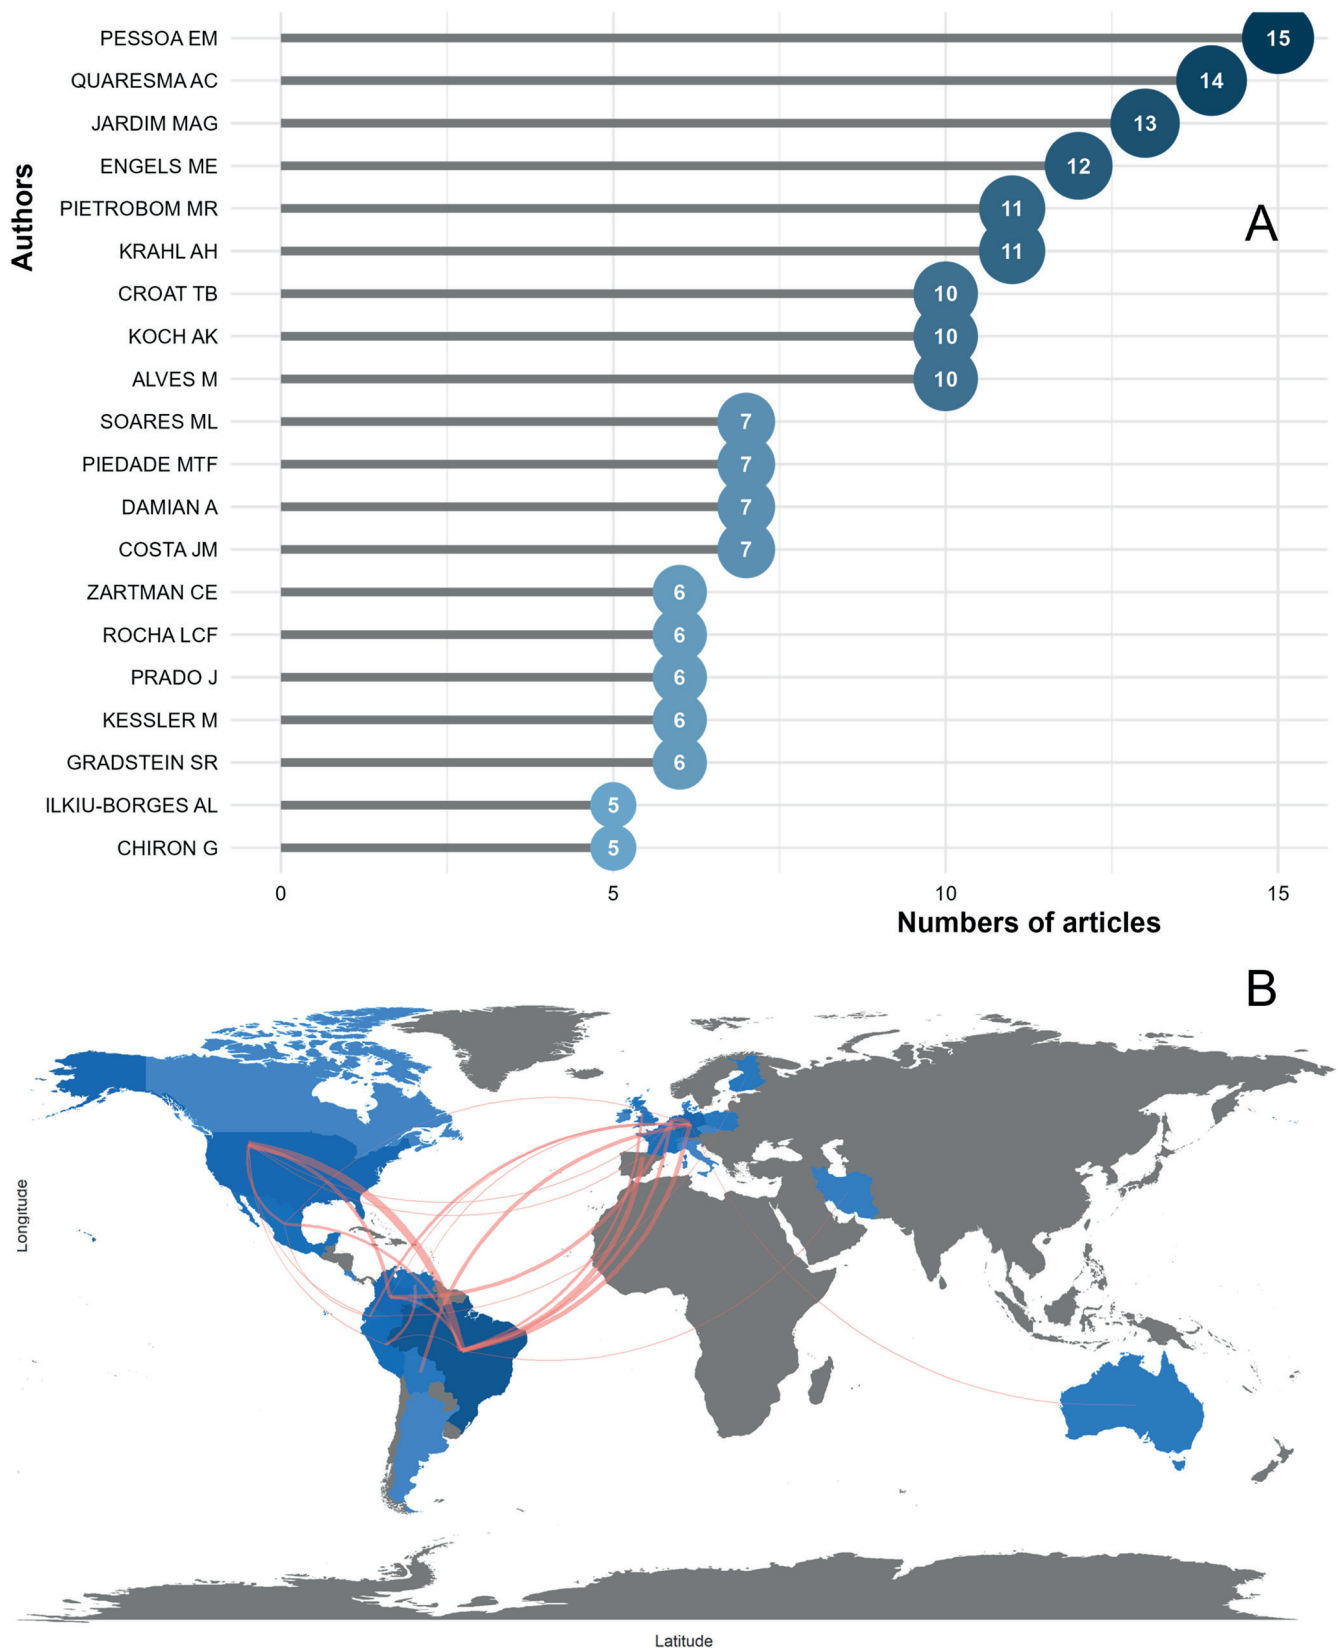 PESSOA EM 15
QUARESMA AC 14
JARDIM MAG 13
ENGELS ME 12
PIETROBOM MR 11
KRAHL AH 11
CROAT TB 10
KOCH AK 10
ALVES M 10
SOARES ML 7
PIEDADE MTF 7
DAMIAN A 7
COSTA JM 7
ZARTMAN CE 6
ROCHA LCF 6
PRADO J 6
KESSLER M 6
GRADSTEIN SR 6
ILKIU-BORGES AL 5
CHIRON G 5
Authors
A
0 5 10 15
Numbers of articles
B
Longitude
Latitude